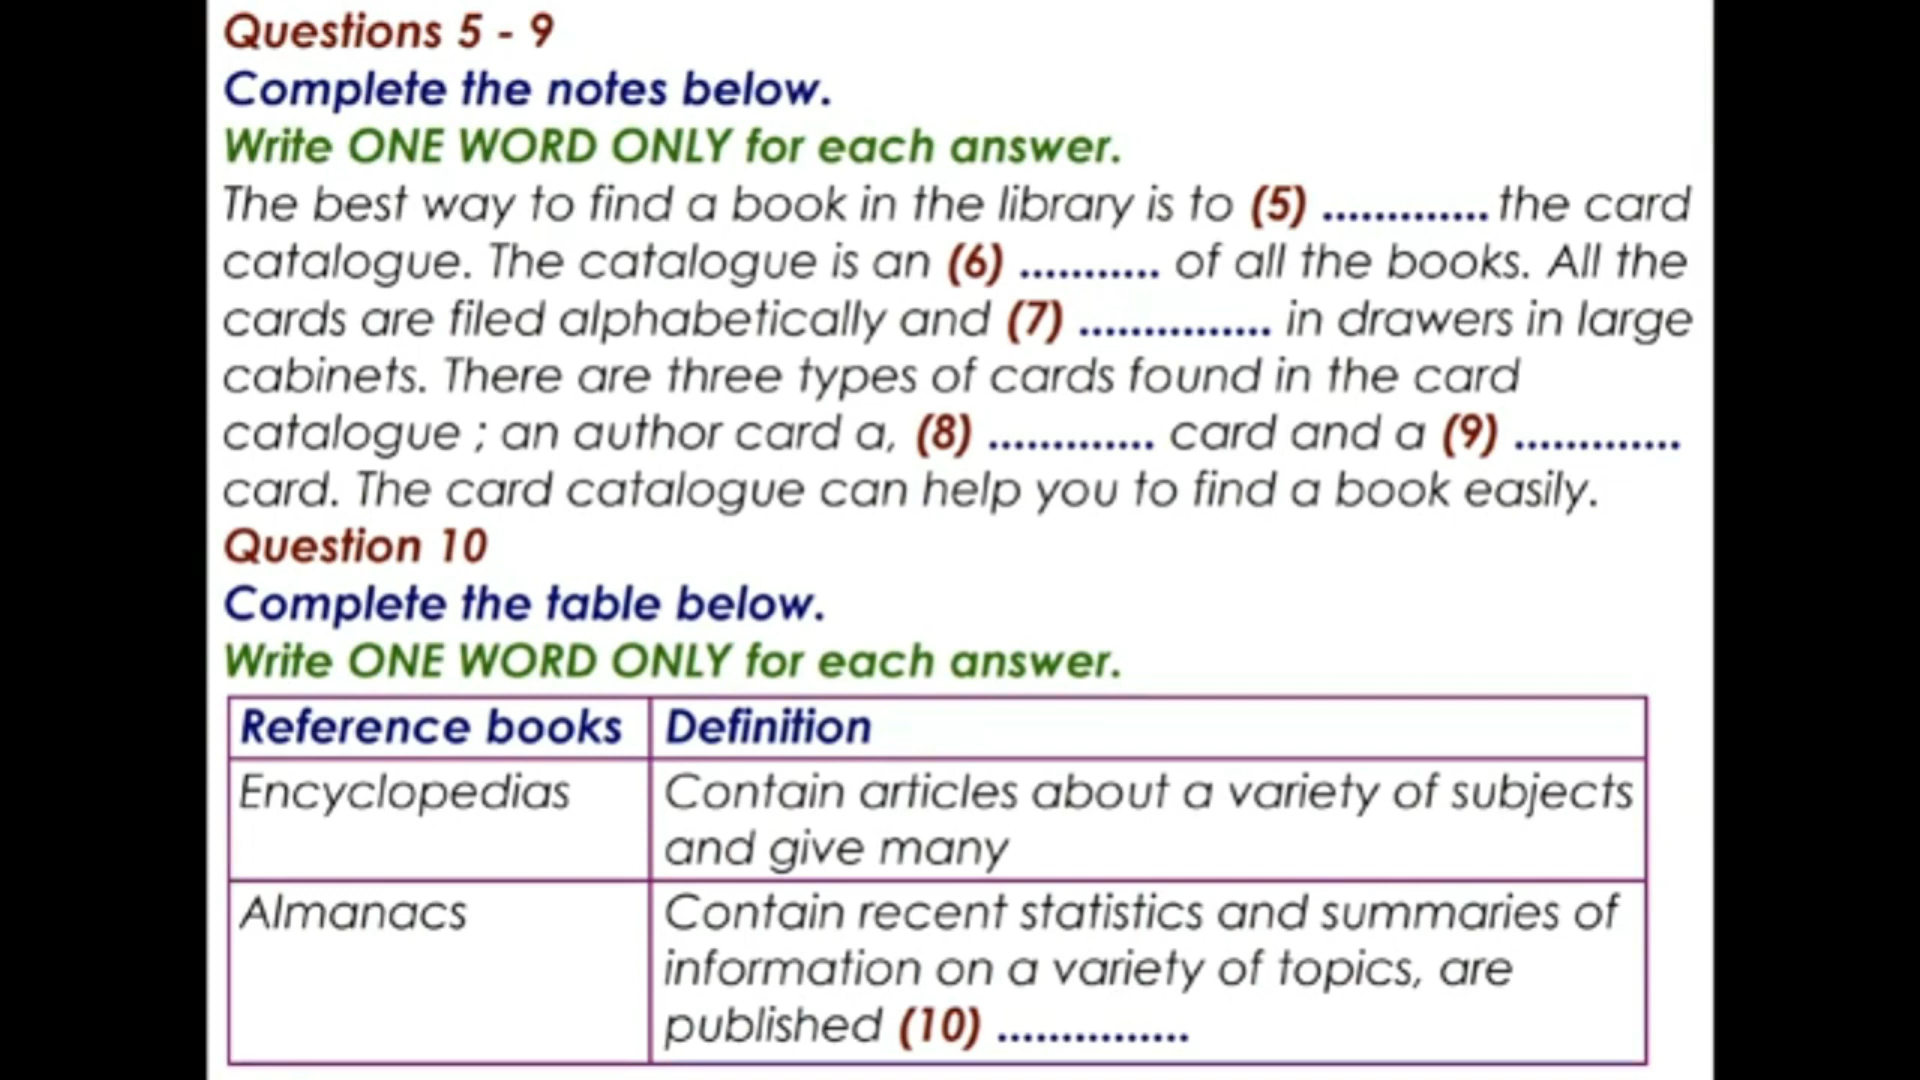 Questions 5 - 9
Complete the notes below.
Write ONE WORD ONLY for each answer.
The best way to find a book in the library is to (5) ............. the card
catalogue. The catalogue is an (6) ........... of all the books. All the
cards are filed alphabetically and (7) ............... in drawers in large
cabinets. There are three types of cards found in the card
catalogue ; an author card a, (8) ............. card and a (9) .............
card. The card catalogue can help you to find a book easily.
Question 10
Complete the table below.
Write ONE WORD ONLY for each answer.
Reference books Definition
Encyclopedias Contain articles about a variety of subjects
and give many
Almanacs Contain recent statistics and summaries of
information on a variety of topics, are
published (10) ...............